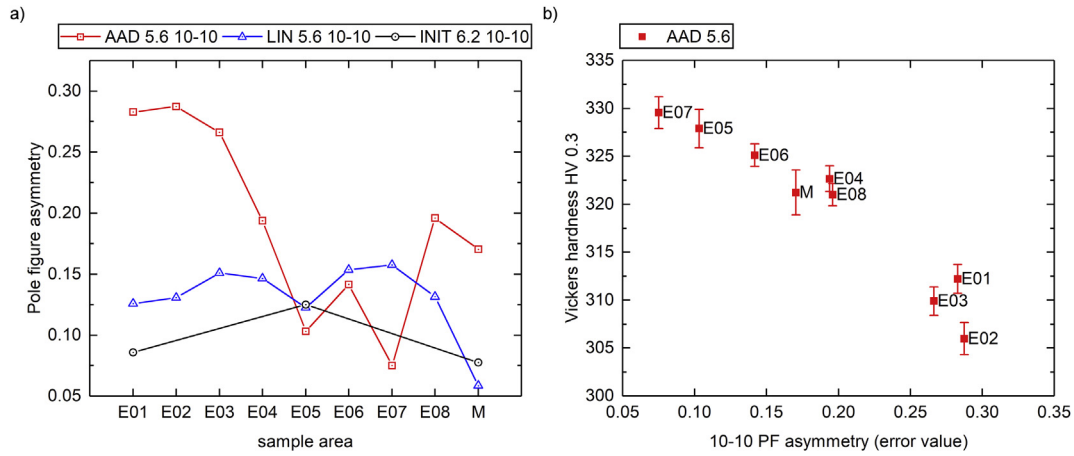 a)
AAD 5.6 10-10 LIN 5.6 10-10 INIT 6.2 10-10
Pole figure asymmetry
0.30
0.25
0.20
0.15
0.10
0.05
E01 E02 E03 E04 E05 E06 E07 E08 M
sample area
b)
AAD 5.6
Vickers hardness HV 0.3
335
330
325
320
315
310
305
300
E07
E05
E06
M
E04
E08
E01
E03
E02
0.05 0.10 0.15 0.20 0.25 0.30 0.35
10-10 PF asymmetry (error value)